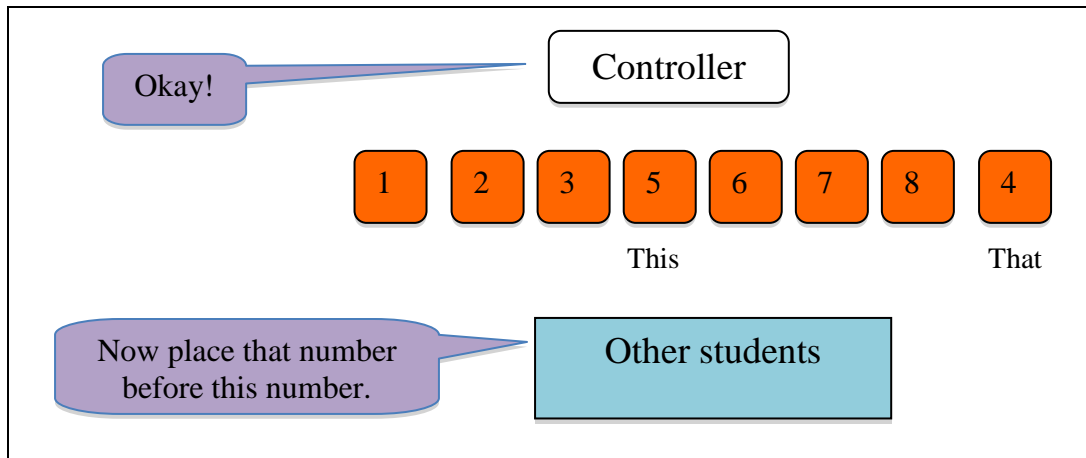 Controller
Okay!
1 2 3 5 6 7 8 4
This That
Now place that number
before this number.
Other students